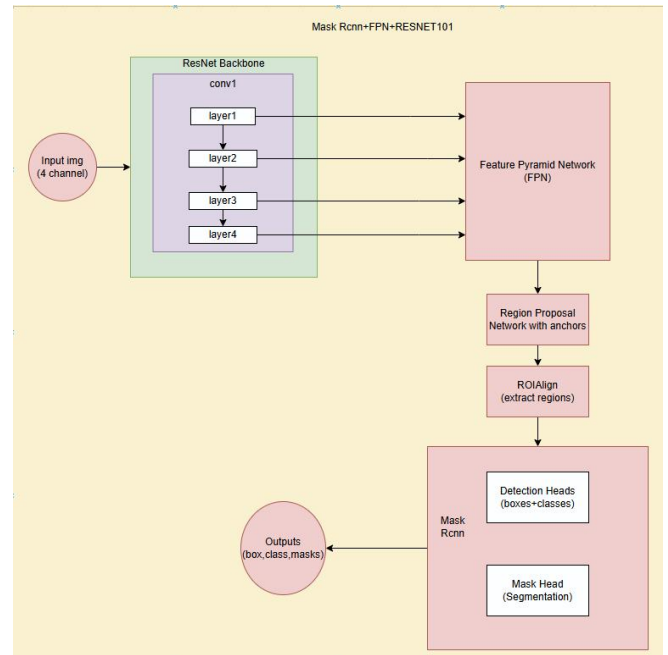 Mask Rcnn+FPN+RESNET101
ResNet Backbone
conv1
layer1
layer2
layer3
layer4
Input img
(4 channel)
Feature Pyramid Network
(FPN)
Region Proposal
Network with anchors
ROIAlign
(extract regions)
Mask
Rcnn
Detection Heads
(boxes+classes)
Mask Head
(Segmentation)
Outputs
(box,class,masks)